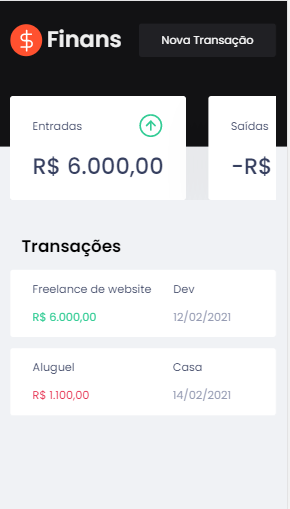 Finans
Nova Transação
Entradas
Saídas
R$ 6.000,00
-R$
Transações
Freelance de website
Dev
R$ 6.000,00
12/02/2021
Aluguel
Casa
R$ 1.100,00
14/02/2021